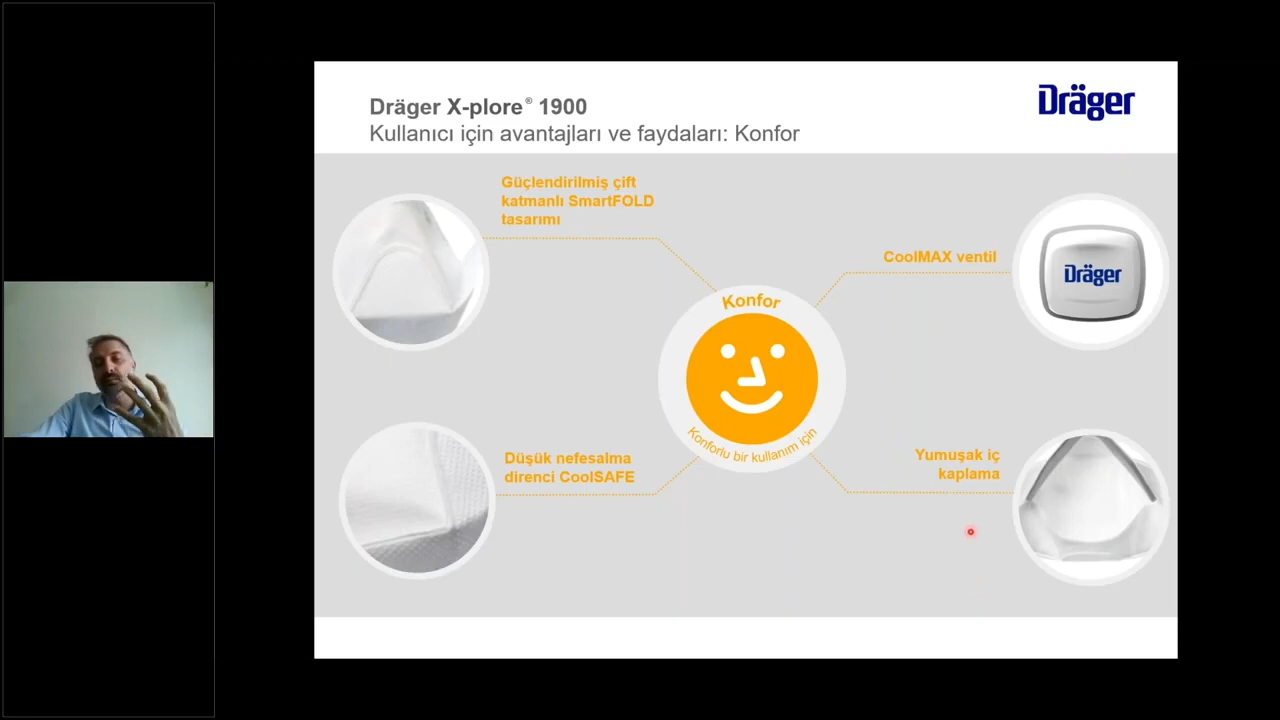 Dräger X-plore® 1900
Kullanıcı için avantajları ve faydaları: Konfor
Dräger
Güçlendirilmiş çift
katmanlı SmartFOLD
tasarımı
CoolMAX ventil
Dräger
Konfor
Konforlu bir kullanım için
Düşük nefesalma
direnci CoolSAFE
Yumuşak iç
kaplama